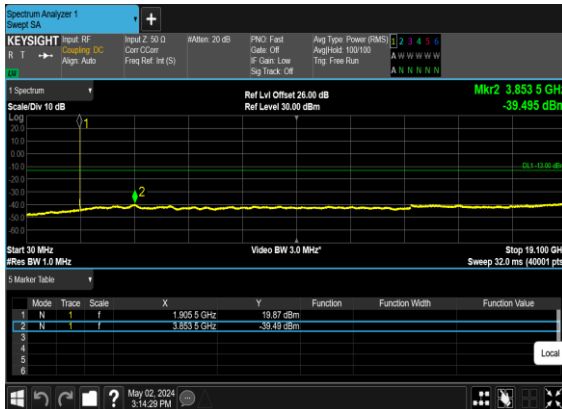 Spectrum Analyzer 1
Swept SA
+
KEYSIGHT Input: RF Input Z: 50 Ω #Atten: 20 dB PNO: Fast Avg Type: Power (RMS) 1 2 3 4 5 6
R T Coupling: DC Corr CCorr Gate: Off Avg|Hold: 100/100 A W W W W W
Align: Auto Freq Ref: Int (S) IF Gain: Low Trig: Free Run
Sig Track: Off A N N N N N
1 Spectrum Ref Lvl Offset 26.00 dB Mkr2 3.853 5 GHz
Scale/Div 10 dB Ref Level 30.00 dBm -39.495 dBm
Log 1
20.0
10.0
0.00
-10.0 DL1 -13.00 dBm
-20.0
-30.0 2
-40.0
-50.0
-60.0
Start 30 MHz Video BW 3.0 MHz* Stop 19.100 GHz
#Res BW 1.0 MHz Sweep 32.0 ms (40001 pts)
5 Marker Table
Mode Trace Scale X Y Function Function Width Function Value
1 N 1 f 1.905 5 GHz 19.87 dBm
2 N 1 f 3.853 5 GHz -39.49 dBm
3
4
5
6
Local
? May 02, 2024
3:14:29 PM